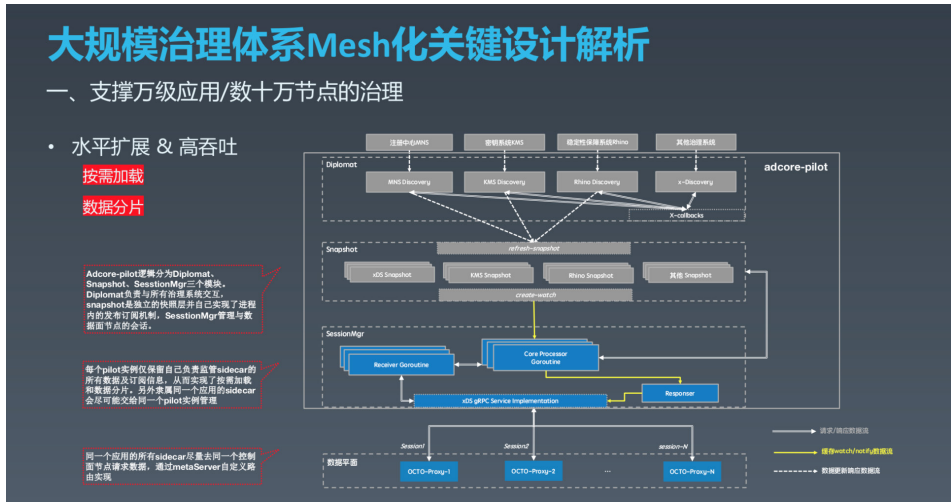 大规模治理体系Mesh化关键设计解析
一、支撑万级应用/数十万节点的治理
• 水平扩展 & 高吞吐
按需加载
数据分片
Adcore-pilot逻辑分为Diplomat、
Snapshot、SesstionMgr三个模块。
Diplomat负责与所有治理系统交互，
snapshot是独立的快照层并自己实现了进程
内的发布订阅机制，SesstionMgr管理与数
据面节点的会话。
每个pilot实例仅保留自己负责监管sidecar的
所有数据及订阅信息，从而实现了按需加载
和数据分片。另外隶属同一个应用的sidecar
会尽可能交给同一个pilot实例管理
同一个应用的所有sidecar尽量去同一个控制
面节点请求数据，通过metaServer自定义路
由实现
注册中心MNS
密钥系统KMS
稳定性保障系统Rhino
其他治理系统
adcore-pilot
Diplomat
MNS Discovery
KMS Discovery
Rhino Discovery
x-Discovery
X-callbacks
refresh-snapshot
Snapshot
xDS Snapshot
KMS Snapshot
Rhino Snapshot
其他 Snapshot
create-watch
SessionMgr
Receiver Goroutine
Core Processor
Goroutine
Responser
xDS gRPC Service Implementation
Session1
Session2
session-N
数据平面
OCTO-Proxy-1
OCTO-Proxy-2
...
OCTO-Proxy-N
请求/响应数据流
缓存watch/notify数据流
数据更新响应数据流